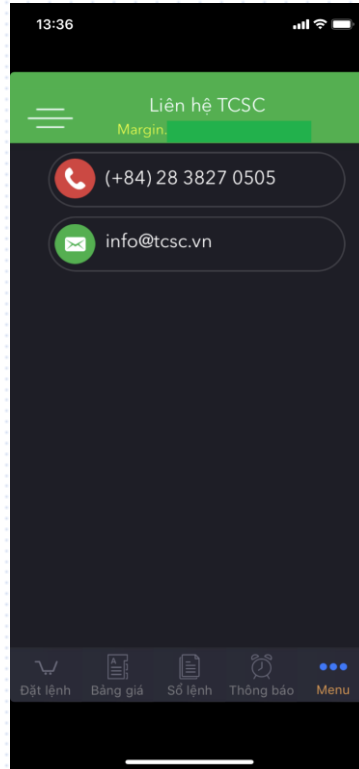 13:36
Liên hệ TCSC
Margin.
(+84) 28 3827 0505
info@tcsc.vn
Đặt lệnh Bảng giá Sổ lệnh Thông báo Menu